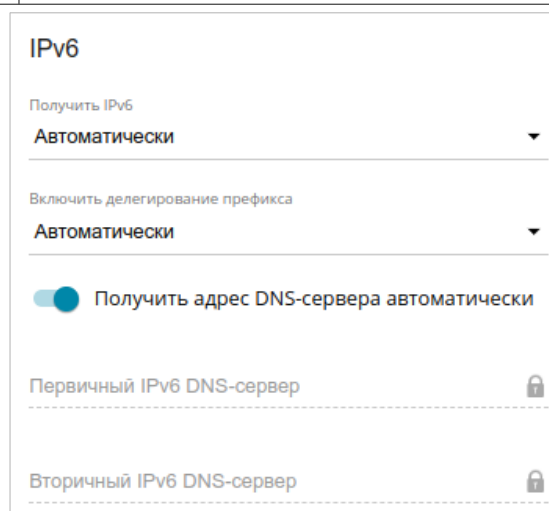 IPv6
Получить IPv6
Автоматически
Включить делегирование префикса
Автоматически
Получить адрес DNS-сервера автоматически
Первичный IPv6 DNS-сервер
Вторичный IPv6 DNS-сервер